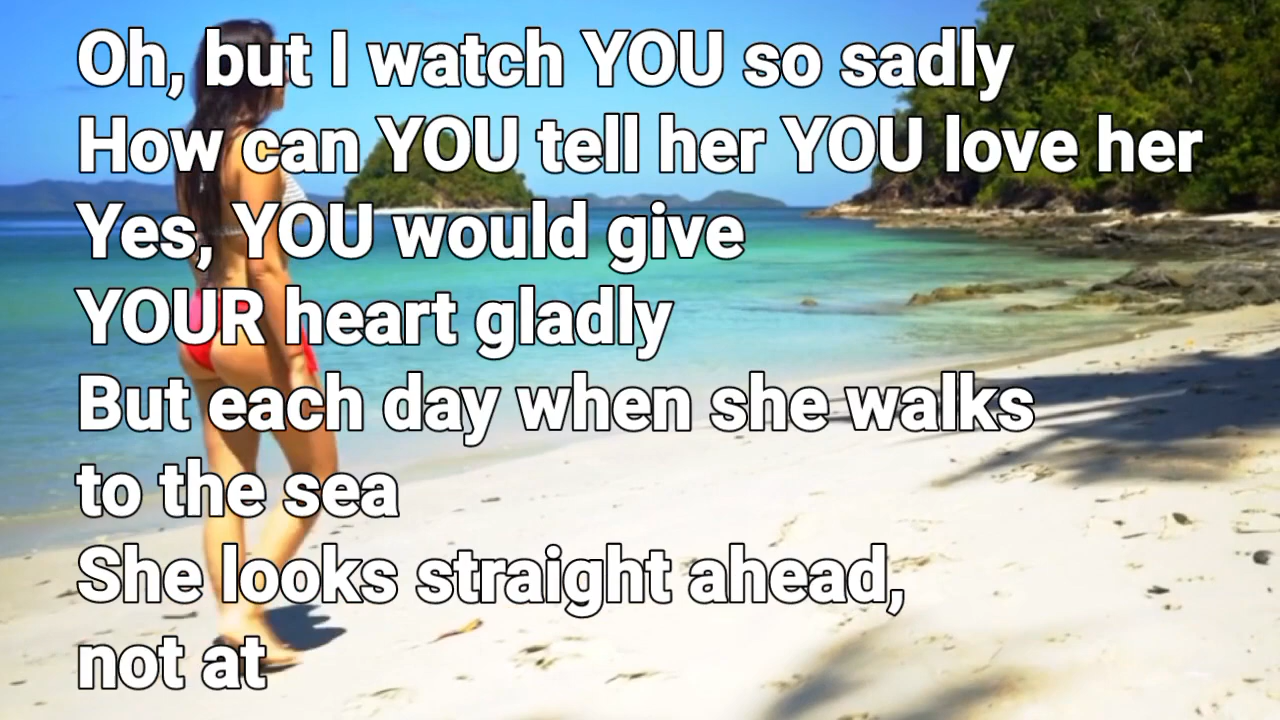 Oh, but I watch YOU so sadly
How can YOU tell her YOU love her
Yes, YOU would give
YOUR heart gladly
But each day when she walks
to the sea
She looks straight ahead,
not at